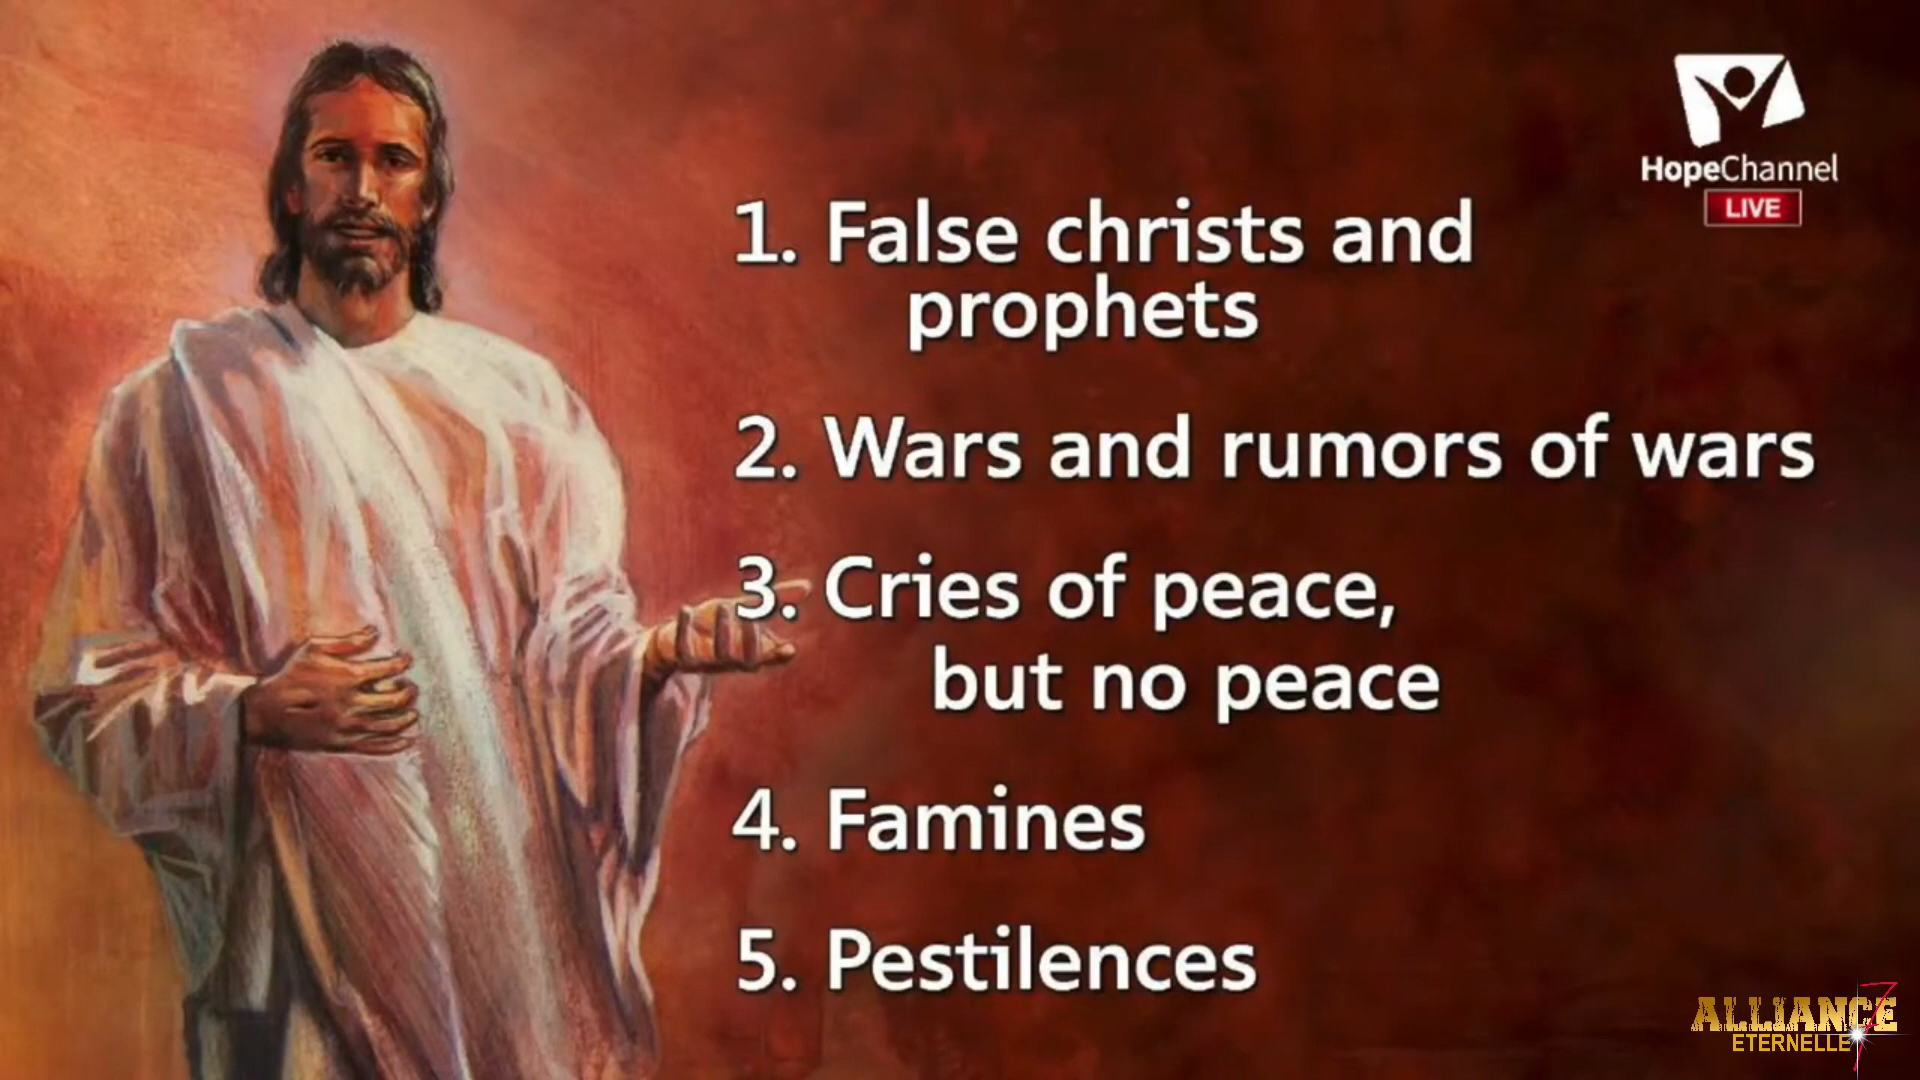 HopeChannel
LIVE
1. False christs and
prophets
2. Wars and rumors of wars
3. Cries of peace,
but no peace
4. Famines
5. Pestilences
ALLIANCE 7
ETERNELLE